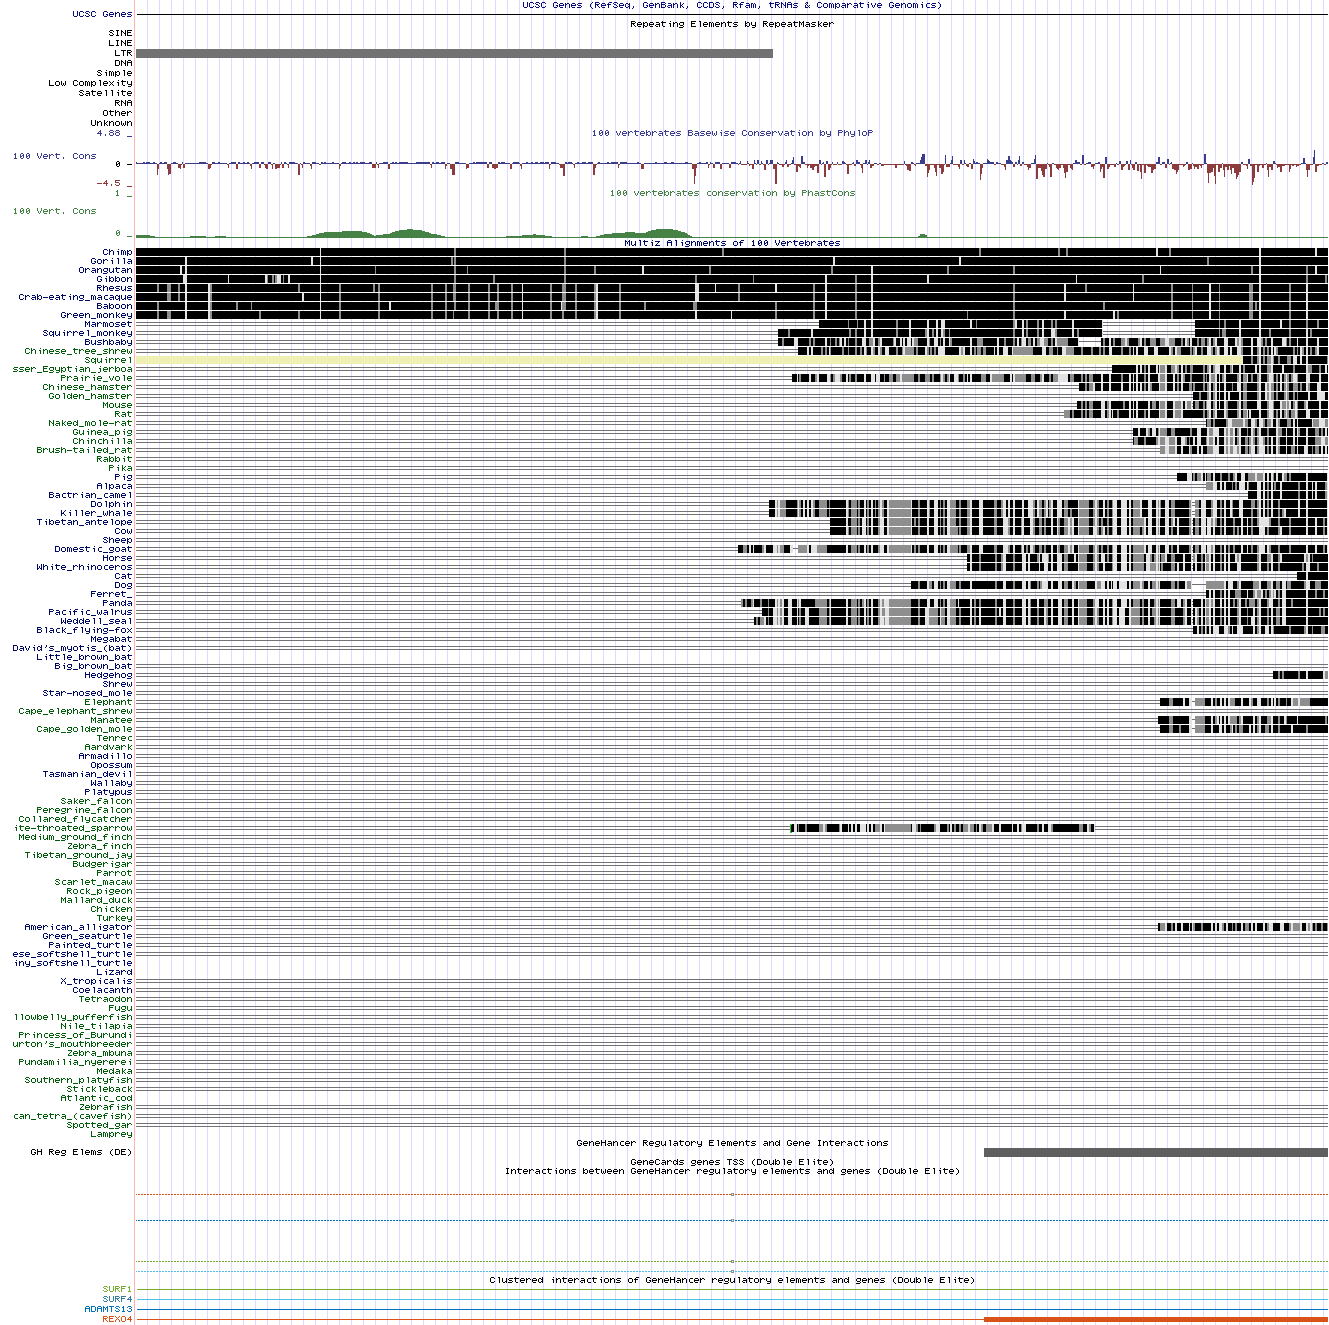 UCSC Genes (RefSeq, GenBank, CCDS, Rfam, tRNAs & Comparative Genomics)
UCSC Genes
Repeating Elements by RepeatMasker
SINE
LINE
LTR
DNA
Simple
Low Complexity
Satellite
RNA
Other
Unknown
4.88 _
100 vertebrates Basewise Conservation by PhyloP
100 Vert. Cons
0 _
-4.5 _
1 _
100 vertebrates conservation by PhastCons
100 Vert. Cons
0 _
Multiz Alignments of 100 Vertebrates
Chimp
Gorilla
Orangutan
Gibbon
Rhesus
Crab-eating_macaque
Baboon
Green_monkey
Marmoset
Squirrel_monkey
Bushbaby
Chinese_tree_shrew
Squirrel
sser_Egyptian_jerboa
Prairie_vole
Chinese_hamster
Golden_hamster
Mouse
Rat
Naked_mole-rat
Guinea_pig
Chinchilla
Brush-tailed_rat
Rabbit
Pika
Pig
Alpaca
Bactrian_camel
Dolphin
Killer_whale
Tibetan_antelope
Cow
Sheep
Domestic_goat
Horse
White_rhinoceros
Cat
Dog
Ferret_
Panda
Pacific_walrus
Weddell_seal
Black_flying-fox
Megabat
David's_myotis_(bat)
Little_brown_bat
Big_brown_bat
Hedgehog
Shrew
Star-nosed_mole
Elephant
Cape_elephant_shrew
Manatee
Cape_golden_mole
Tenrec
Aardvark
Armadillo
Opossum
Tasmanian_devil
Wallaby
Platypus
Saker_falcon
Peregrine_falcon
Collared_flycatcher
ite-throated_sparrow
Medium_ground_finch
Zebra_finch
Tibetan_ground_jay
Budgerigar
Parrot
Scarlet_macaw
Rock_pigeon
Mallard_duck
Chicken
Turkey
American_alligator
Green_seaturtle
Painted_turtle
ese_softshell_turtle
iny_softshell_turtle
Lizard
X_tropicalis
Coelacanth
Tetraodon
Fugu
llowbelly_pufferfish
Nile_tilapia
Princess_of_Burundi
urton's_mouthbreeder
Zebra_mbuna
Pundamilia_nyererei
Medaka
Southern_platyfish
Stickleback
Atlantic_cod
Zebrafish
can_tetra_(cavefish)
Spotted_gar
Lamprey
GeneHancer Regulatory Elements and Gene Interactions
GH Reg Elems (DE)
GeneCards genes TSS (Double Elite)
Interactions between GeneHancer regulatory elements and genes (Double Elite)
Clustered interactions of GeneHancer regulatory elements and genes (Double Elite)
SURF1
SURF4
ADAMTS13
REXO4